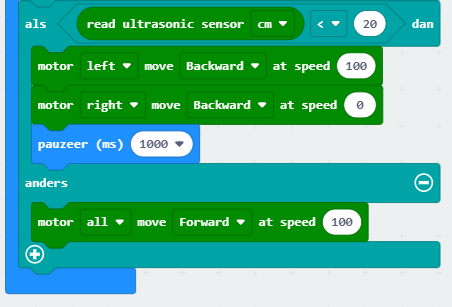 als read ultrasonic sensor cm < 20 dan
motor left move Backward at speed 100
motor right move Backward at speed 0
pauzeer (ms) 1000
anders
motor all move Forward at speed 100